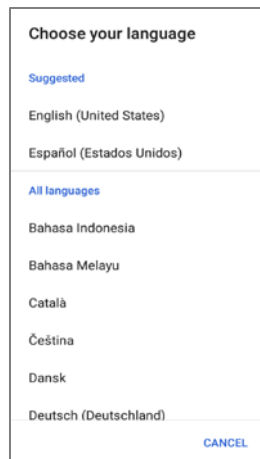 Choose your language
Suggested
English (United States)
Español (Estados Unidos)
All languages
Bahasa Indonesia
Bahasa Melayu
Català
Čeština
Dansk
Deutsch (Deutschland)
CANCEL